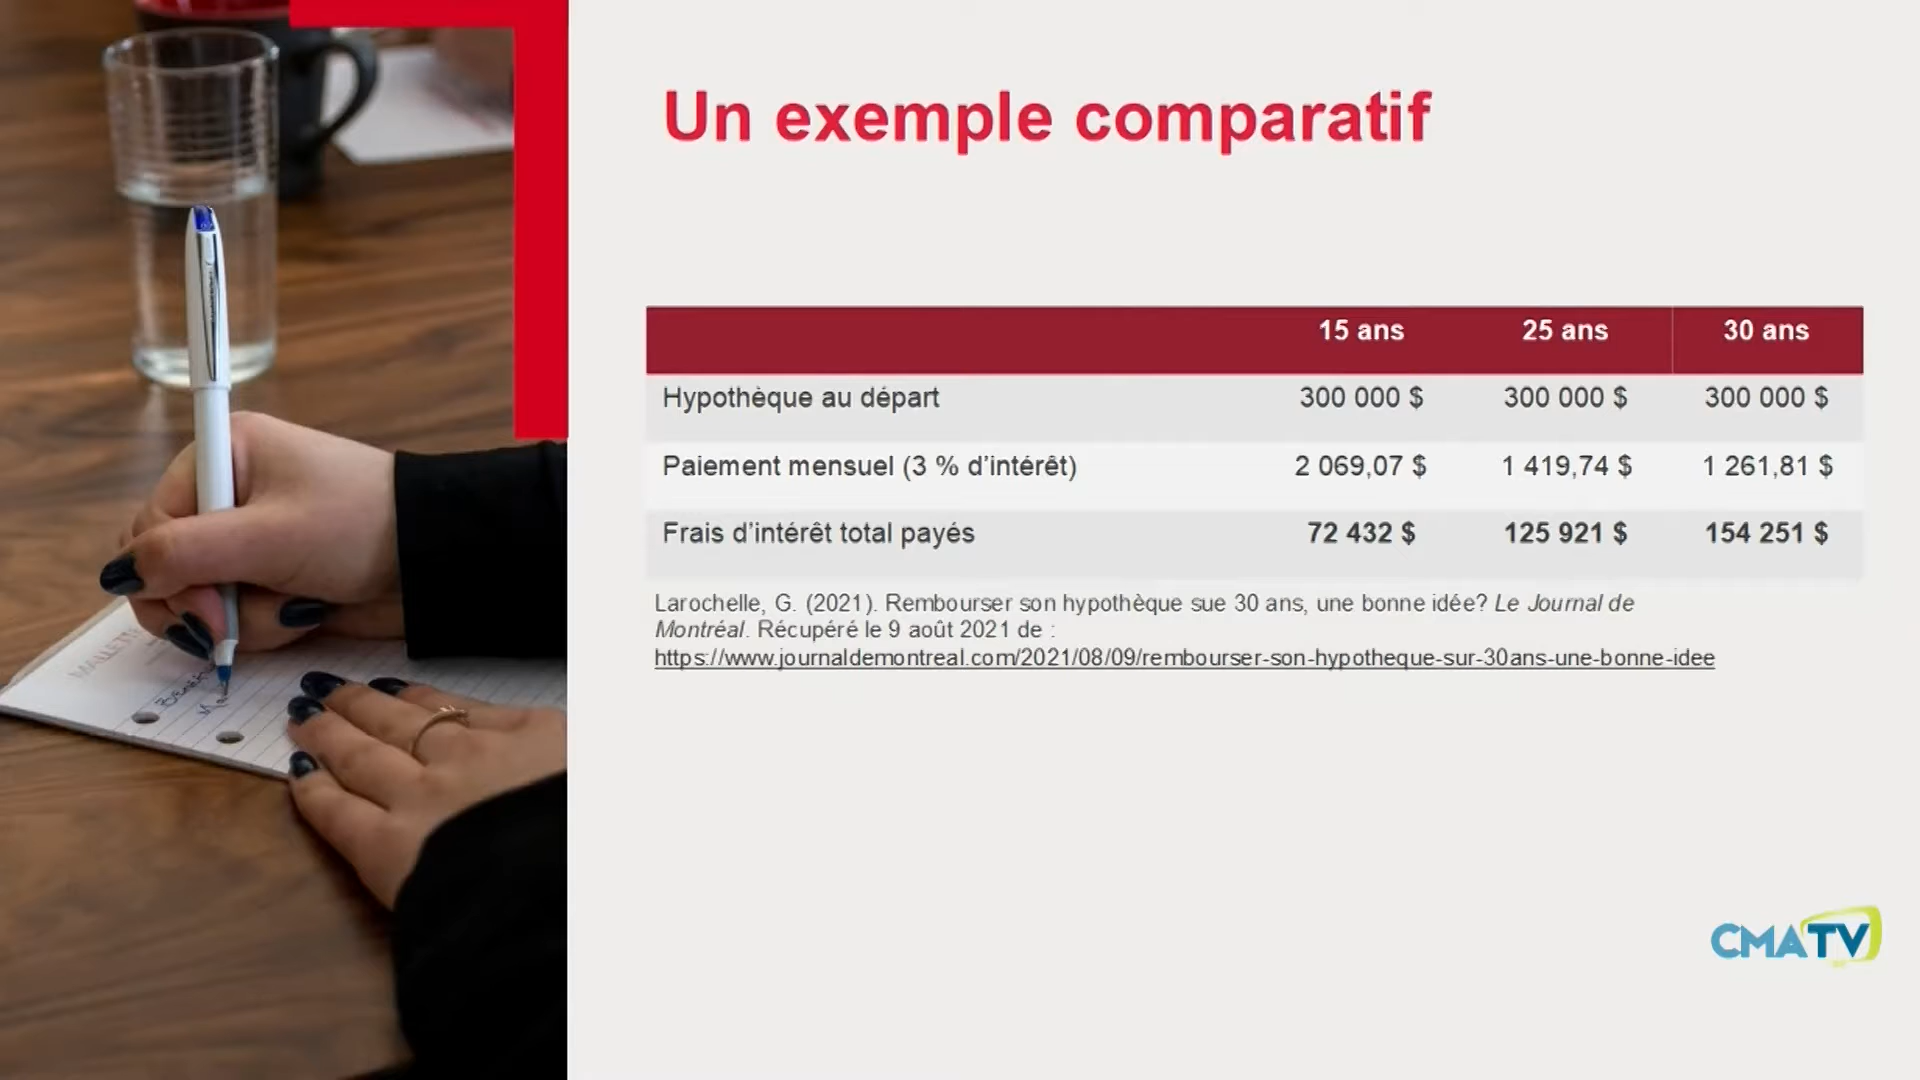 Un exemple comparatif
15 ans 25 ans 30 ans
Hypothèque au départ 300 000 $ 300 000 $ 300 000 $
Paiement mensuel (3 % d'intérêt) 2 069,07 $ 1 419,74 $ 1 261,81 $
Frais d'intérêt total payés 72 432 $ 125 921 $ 154 251 $
Larochelle, G. (2021). Rembourser son hypothèque sue 30 ans, une bonne idée? Le Journal de
Montréal. Récupéré le 9 août 2021 de :
https://www.journaldemontreal.com/2021/08/09/rembourser-son-hypotheque-sur-30ans-une-bonne-idee
CMATV